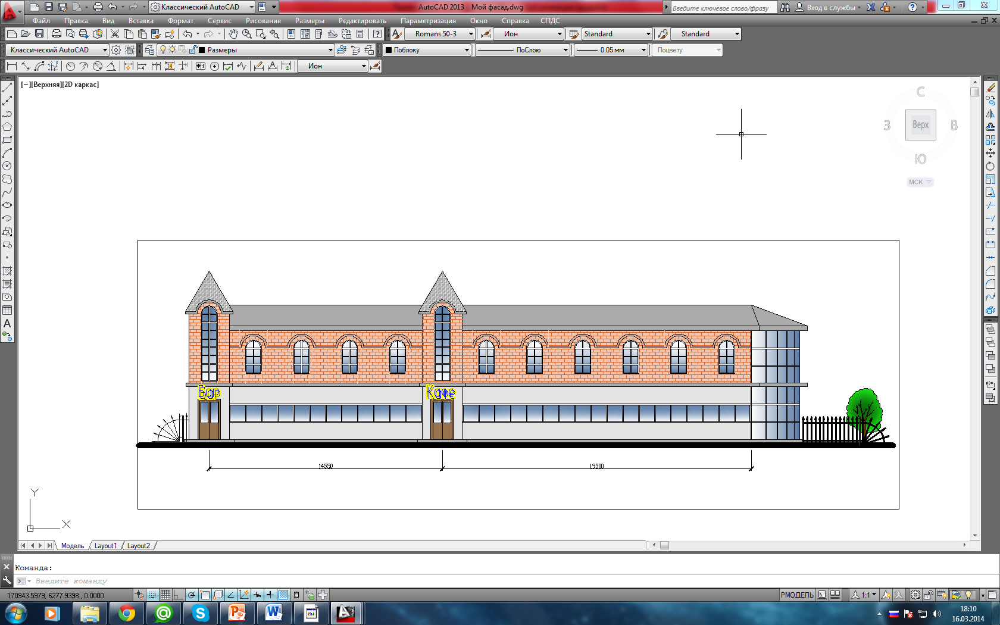 Классический AutoCAD
AutoCAD 2013 Мой фасад.dwg
Введите ключевое слово/фразу
Вход в службы
Файл Правка Вид Вставка Формат Сервис Рисование Размеры Редактировать Параметризация Окно Справка СПДС
Romans 50-3 Ион Standard Standard
Классический AutoCAD Размеры Поблоку ПоСлою 0.05 мм Поцвету
Ион
[−][Верхняя][2D каркас]
С
З Верх В
Ю
МСК
Бар Кафе
14550 19300
Y
X
Модель Layout1 Layout2
Команда:
Введите команду
170943.5979, 6277.9398 , 0.0000
РМОДЕЛЬ 1:1
18:10
16.03.2014